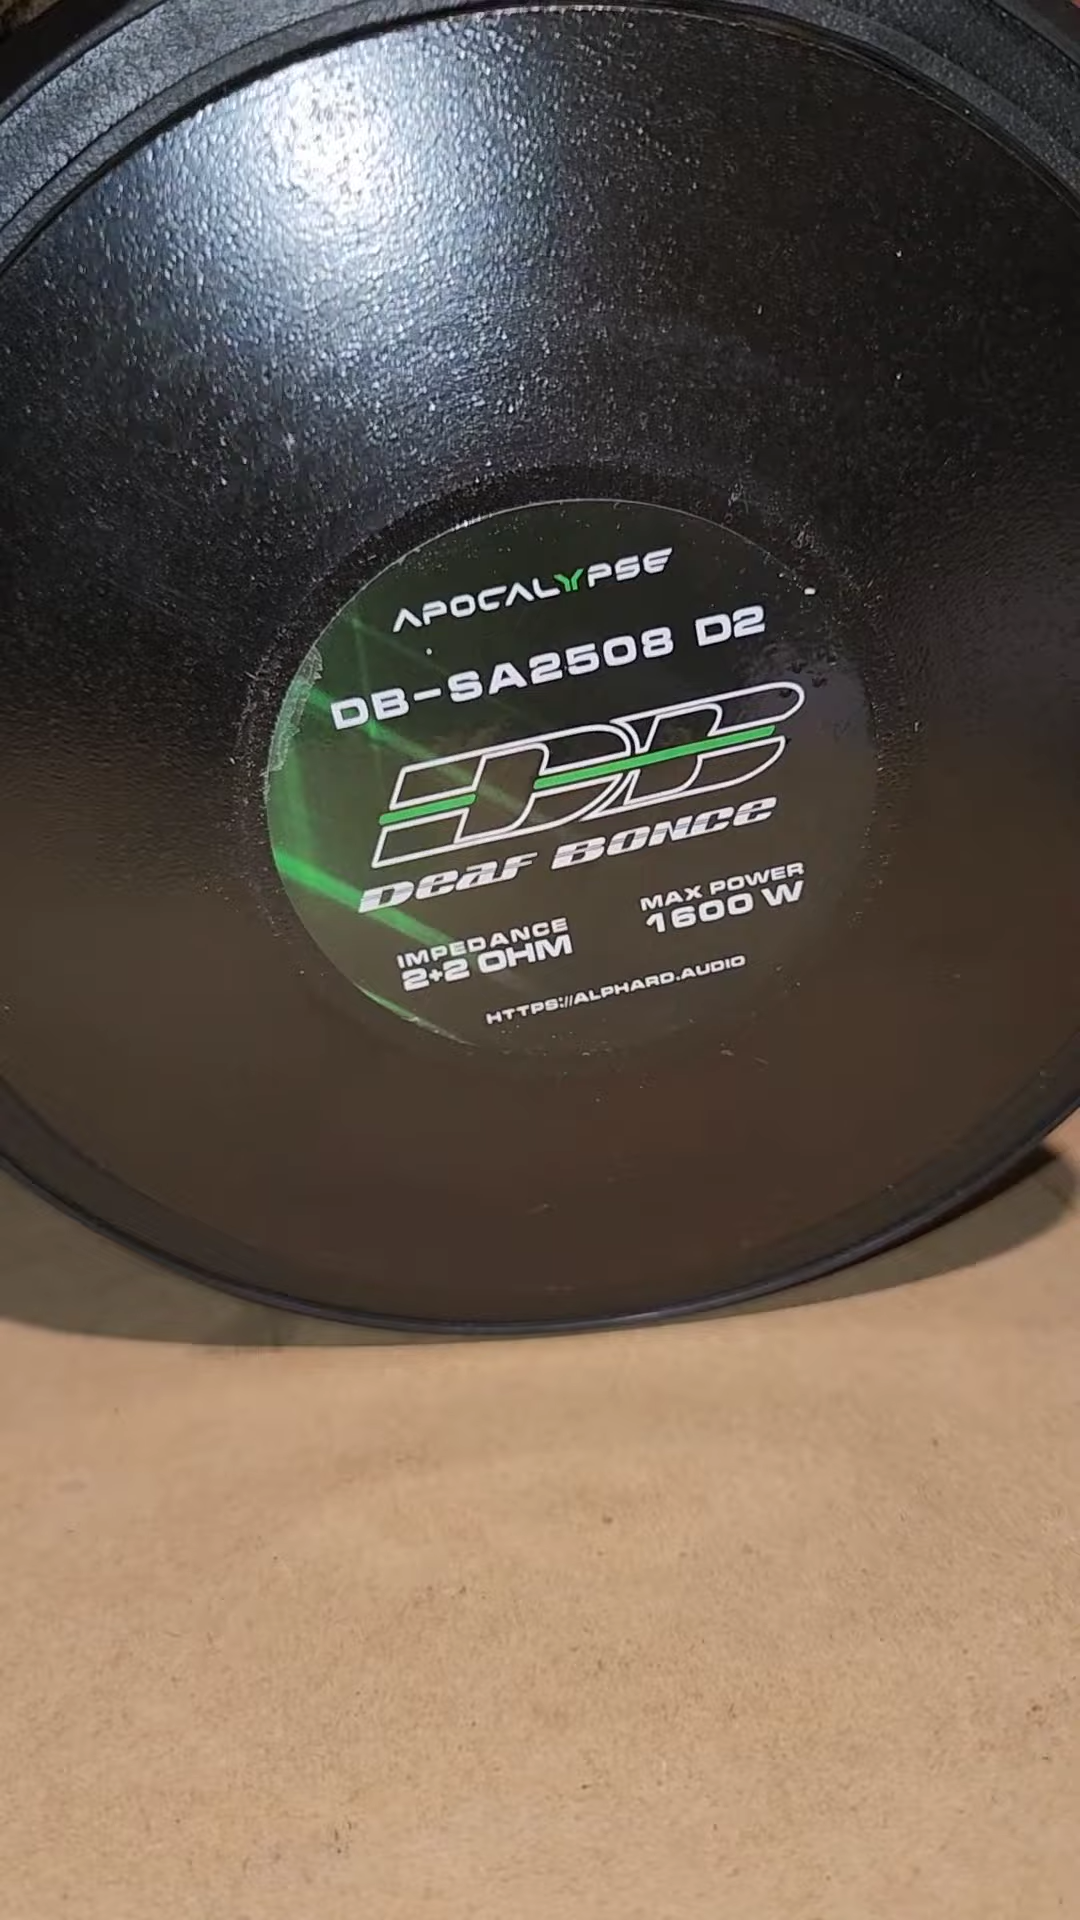 APOCALYPSE
DB-SA2508 D2
DB
Deaf Bonce
IMPEDANCE
2+2 OHM
MAX POWER
1600 W
HTTPS://ALPHARD.AUDIO